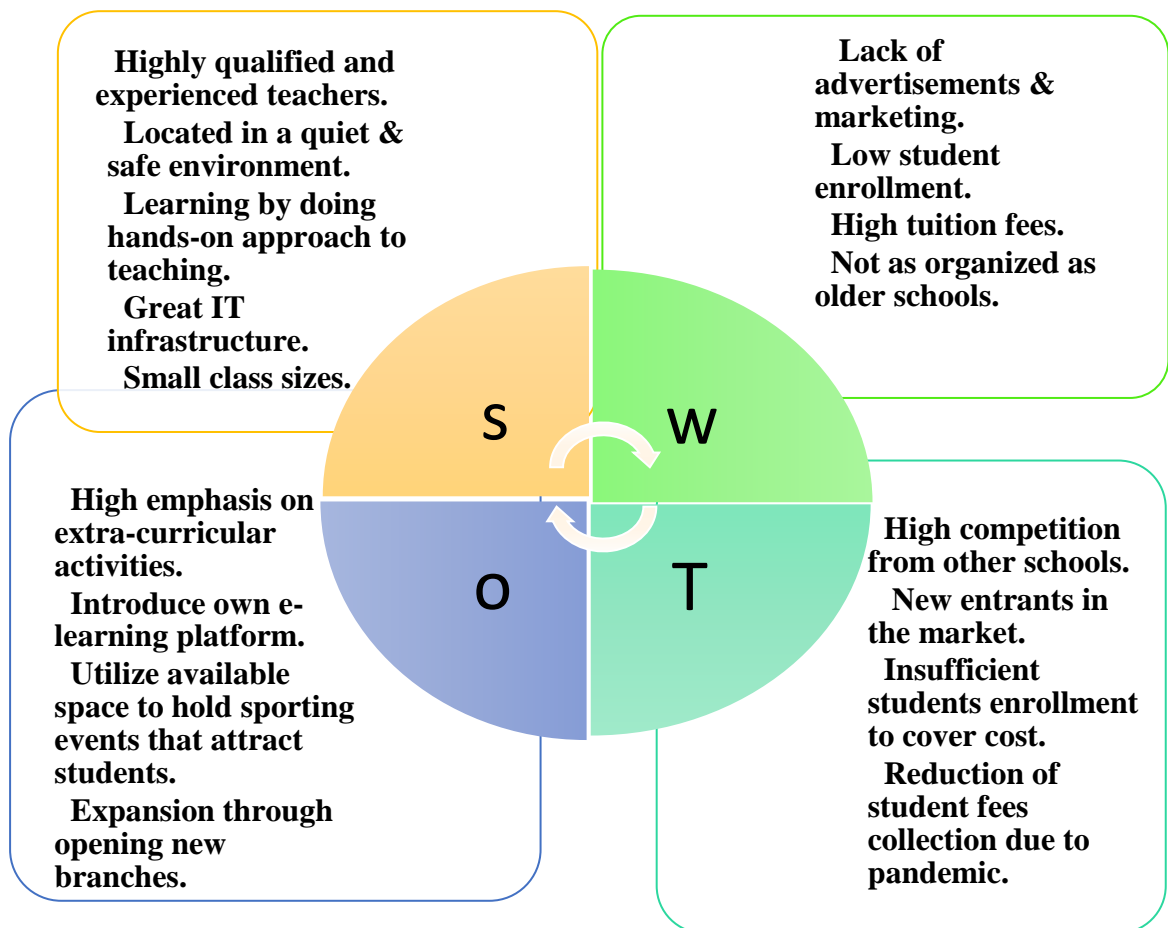 Highly qualified and
experienced teachers.
Located in a quiet &
safe environment.
Learning by doing
hands-on approach to
teaching.
Great IT
infrastructure.
Small class sizes.
Lack of
advertisements &
marketing.
Low student
enrollment.
High tuition fees.
Not as organized as
older schools.
S
W
High emphasis on
extra-curricular
activities.
Introduce own e-
learning platform.
Utilize available
space to hold sporting
events that attract
students.
Expansion through
opening new
branches.
O
T
High competition
from other schools.
New entrants in
the market.
Insufficient
students enrollment
to cover cost.
Reduction of
student fees
collection due to
pandemic.